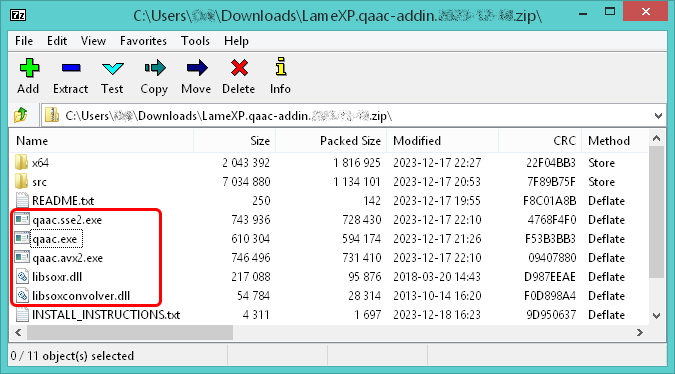 C:\Users\ \Downloads\LameXP.qaac-addin. .zip\
File Edit View Favorites Tools Help
Add Extract Test Copy Move Delete Info
C:\Users\ \Downloads\LameXP.qaac-addin. .zip\
Name Size Packed Size Modified CRC Method
x64 2 043 392 1 816 925 2023-12-17 22:27 22F04BB3 Store
src 7 034 880 1 134 101 2023-12-17 20:53 7F89B75F Store
README.txt 250 142 2023-12-17 19:55 F8C01A8B Deflate
qaac.sse2.exe 743 936 728 430 2023-12-17 22:10 4768F4F0 Deflate
qaac.exe 610 304 594 174 2023-12-17 21:26 F53B3BB3 Deflate
qaac.avx2.exe 746 496 731 410 2023-12-17 22:10 09407880 Deflate
libsoxr.dll 217 088 95 876 2018-03-20 14:43 D987EEAE Deflate
libsoxconvolver.dll 54 784 28 314 2013-10-14 16:20 F0D898A4 Deflate
INSTALL_INSTRUCTIONS.txt 4 311 1 697 2023-12-18 16:23 9D950637 Deflate
0 / 11 object(s) selected